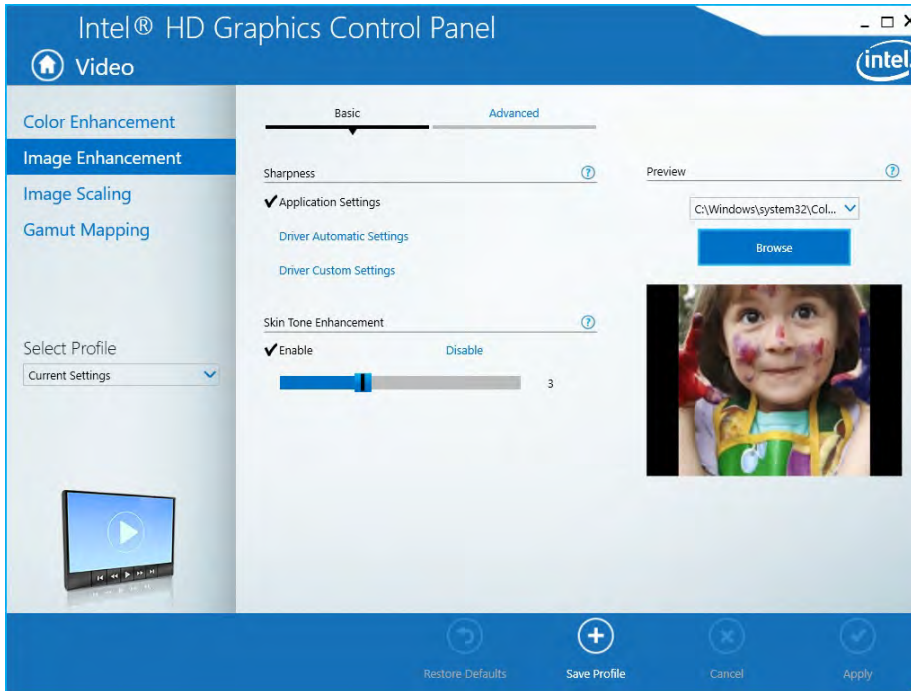 Intel® HD Graphics Control Panel
Video
intel
Color Enhancement
Image Enhancement
Image Scaling
Gamut Mapping
Select Profile
Current Settings
Basic
Advanced
Sharpness ?
Application Settings
Driver Automatic Settings
Driver Custom Settings
Skin Tone Enhancement ?
Enable
Disable
3
Preview ?
C:\Windows\system32\Col...
Browse
Restore Defaults
Save Profile
Cancel
Apply